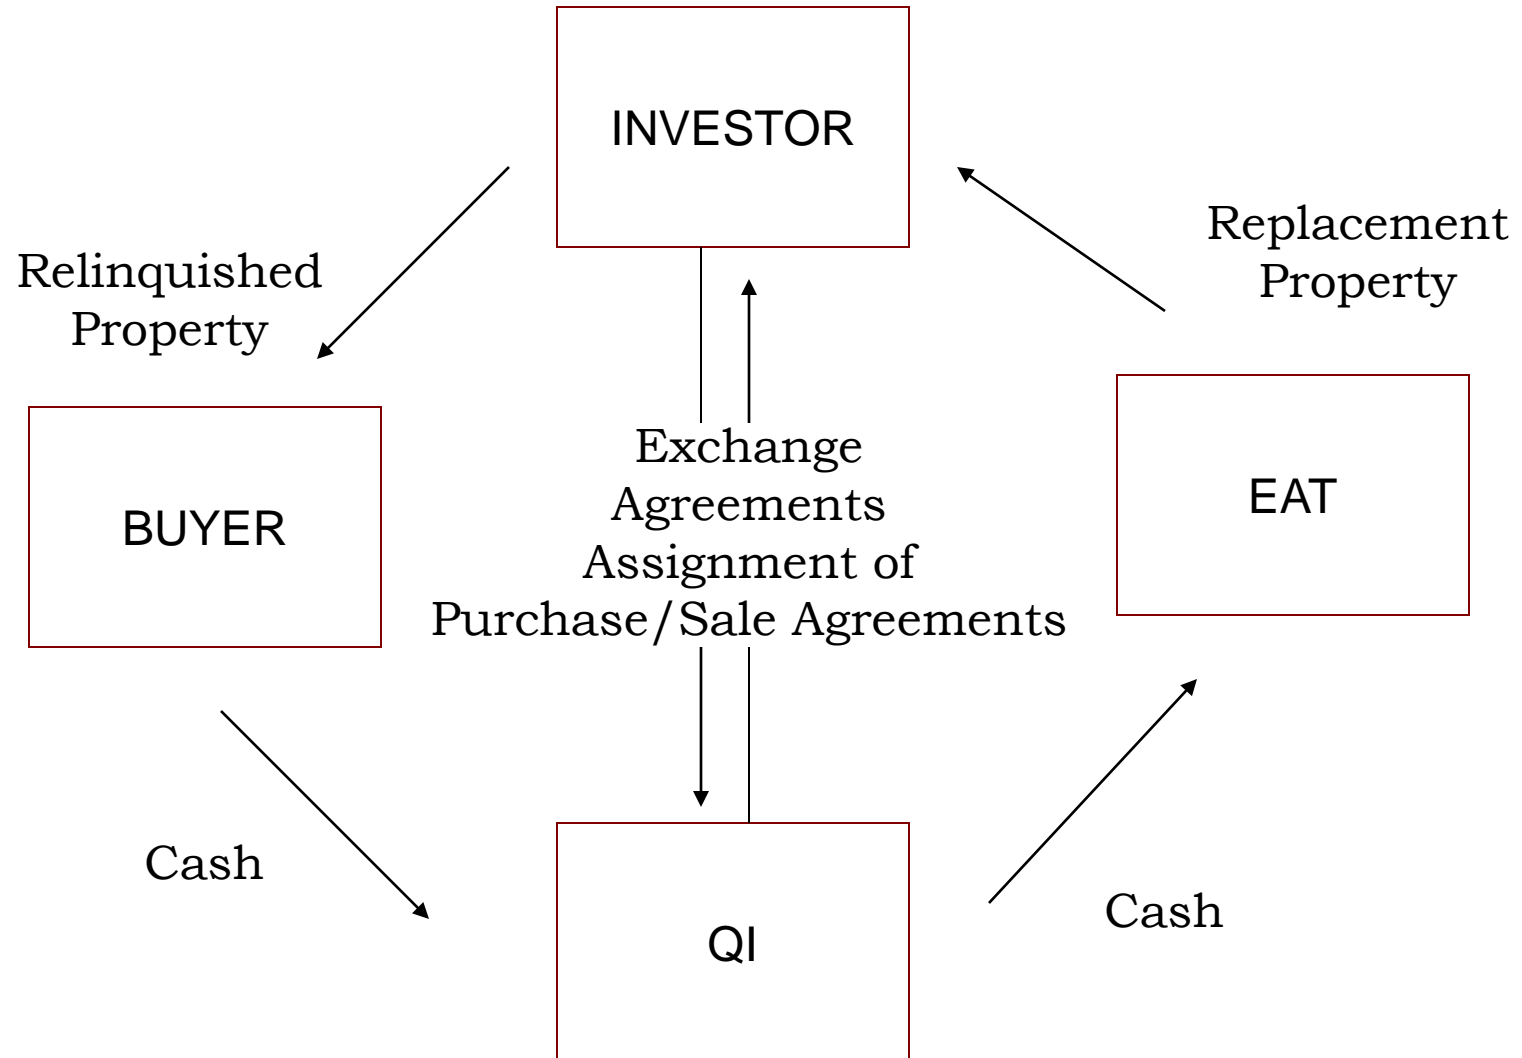 INVESTOR
Relinquished
Property
Replacement
Property
BUYER
Exchange
Agreements
Assignment of
Purchase/Sale Agreements
EAT
Cash
Cash
QI